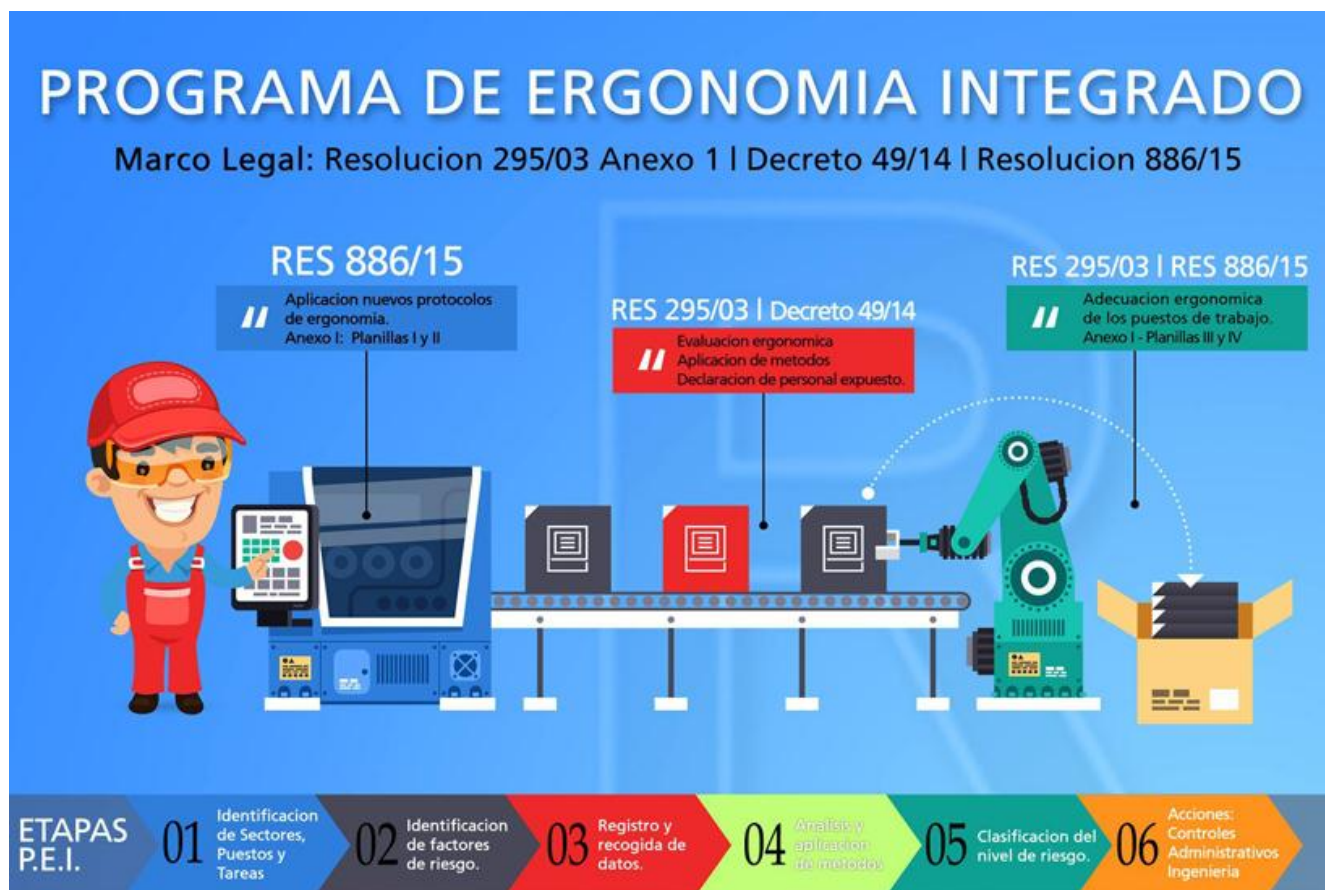 PROGRAMA DE ERGONOMIA INTEGRADO
Marco Legal: Resolucion 295/03 Anexo 1 l Decreto 49/14 l Resolucion 886/15
RES 886/15
Aplicacion nuevos protocolos
de ergonomia.
Anexo I: Planillas I y II
RES 295/03 l Decreto 49/14
Evaluacion ergonomica
Aplicacion de metodos
Declaracion de personal expuesto.
RES 295/03 l RES 886/15
Adecuacion ergonomica
de los puestos de trabajo.
Anexo I - Planillas III y IV
ETAPAS
P.E.I.
01
Identificacion
de Sectores,
Puestos y
Tareas
02
Identificacion
de factores
de riesgo.
03
Registro y
recogida de
datos.
04
Analisis y
aplicacion
de metodos
05
Clasificacion del
nivel de riesgo.
06
Acciones:
Controles
Administrativos
Ingenieria